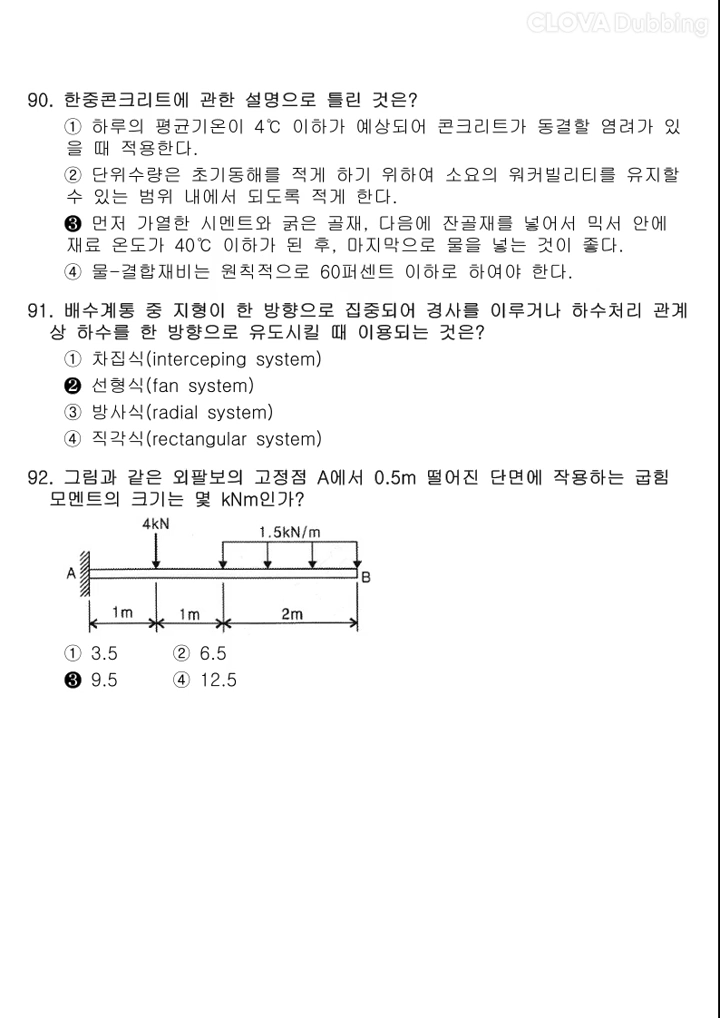 CLOVA Dubbing
90. 한중콘크리트에 관한 설명으로 틀린 것은?
① 하루의 평균기온이 4℃ 이하가 예상되어 콘크리트가 동결할 염려가 있
을 때 적용한다.
② 단위수량은 초기동해를 적게 하기 위하여 소요의 워커빌리티를 유지할
수 있는 범위 내에서 되도록 적게 한다.
❸ 먼저 가열한 시멘트와 굵은 골재, 다음에 잔골재를 넣어서 믹서 안에
재료 온도가 40℃ 이하가 된 후, 마지막으로 물을 넣는 것이 좋다.
④ 물-결합재비는 원칙적으로 60퍼센트 이하로 하여야 한다.
91. 배수계통 중 지형이 한 방향으로 집중되어 경사를 이루거나 하수처리 관계
상 하수를 한 방향으로 유도시킬 때 이용되는 것은?
① 차집식(interceping system)
❷ 선형식(fan system)
③ 방사식(radial system)
④ 직각식(rectangular system)
92. 그림과 같은 외팔보의 고정점 A에서 0.5m 떨어진 단면에 작용하는 굽힘
모멘트의 크기는 몇 kNm인가?
4kN
1.5kN/m
A
B
1m 1m 2m
① 3.5 ② 6.5
❸ 9.5 ④ 12.5